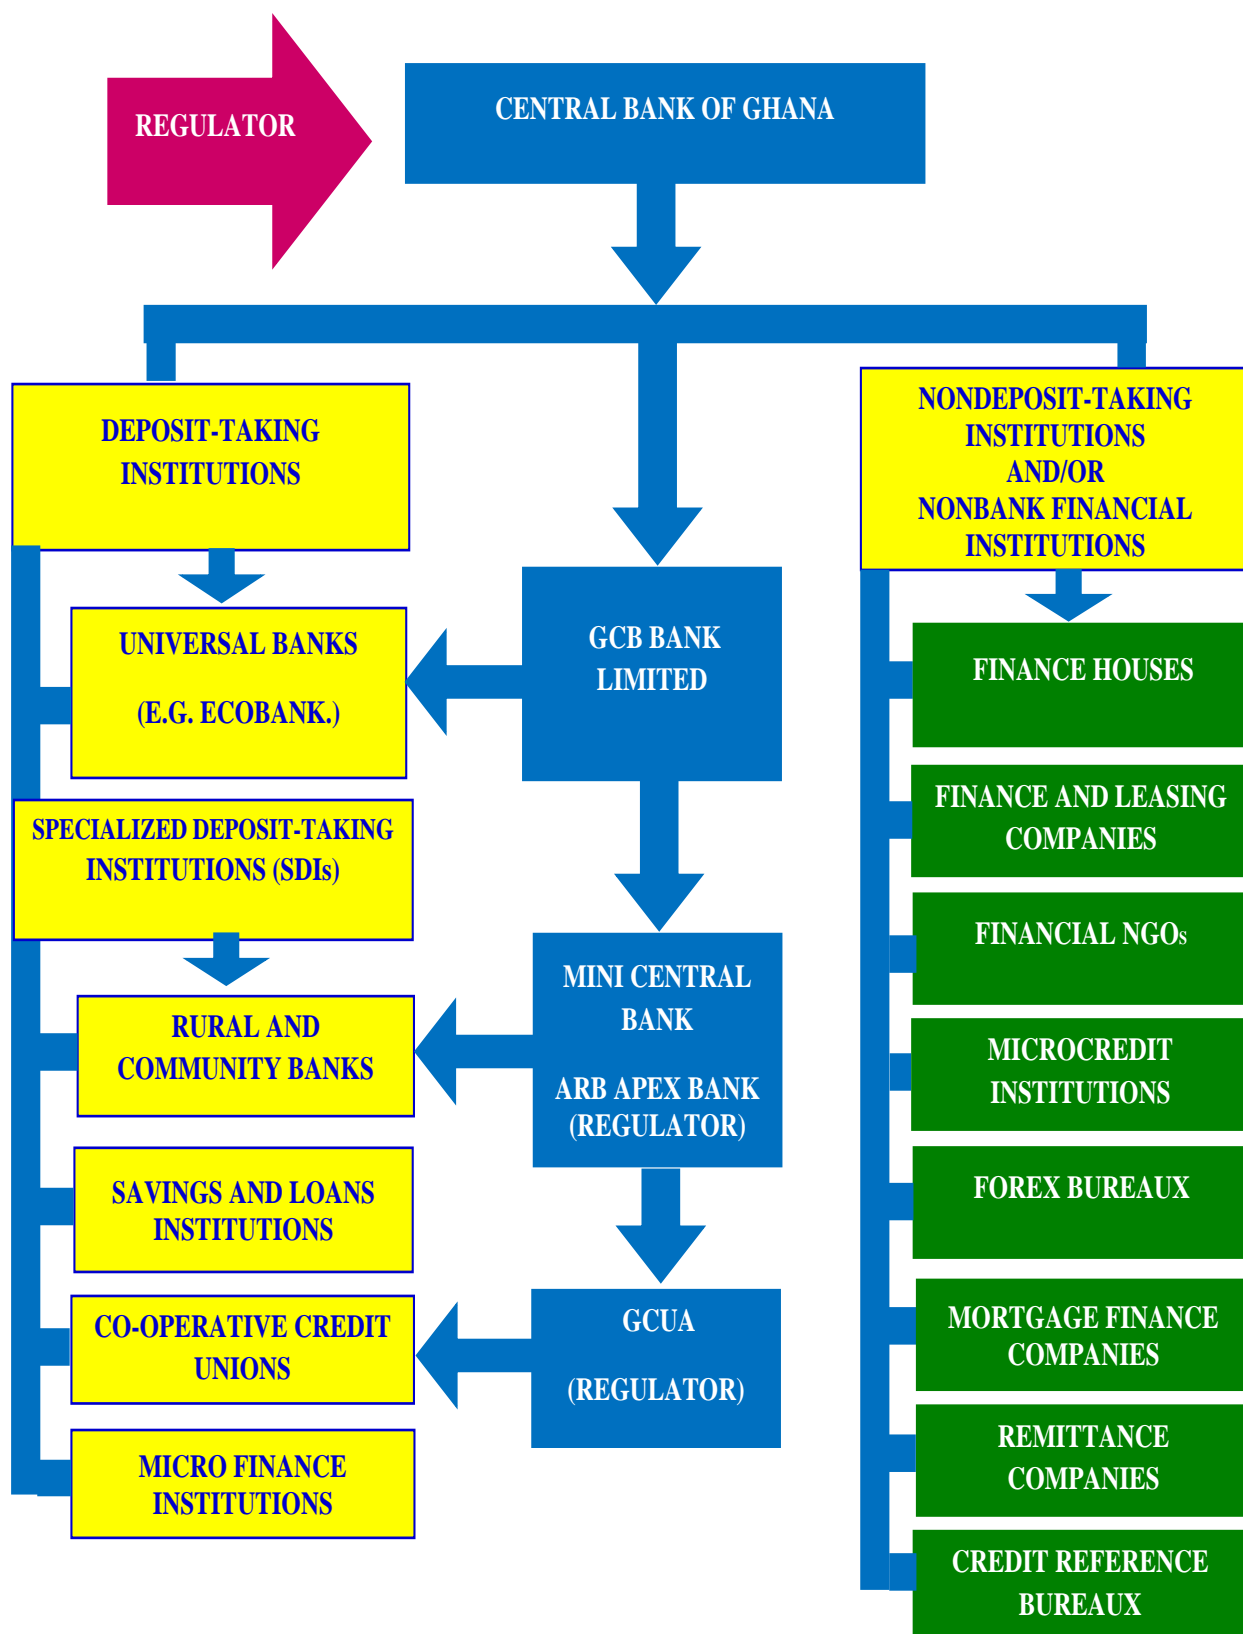 REGULATOR
CENTRAL BANK OF GHANA
DEPOSIT-TAKING
INSTITUTIONS
UNIVERSAL BANKS
(E.G. ECOBANK.)
SPECIALIZED DEPOSIT-TAKING
INSTITUTIONS (SDIs)
RURAL AND
COMMUNITY BANKS
SAVINGS AND LOANS
INSTITUTIONS
CO-OPERATIVE CREDIT
UNIONS
MICRO FINANCE
INSTITUTIONS
GCB BANK
LIMITED
MINI CENTRAL
BANK
ARB APEX BANK
(REGULATOR)
GCUA
(REGULATOR)
NONDEPOSIT-TAKING
INSTITUTIONS
AND/OR
NONBANK FINANCIAL
INSTITUTIONS
FINANCE HOUSES
FINANCE AND LEASING
COMPANIES
FINANCIAL NGOs
MICROCREDIT
INSTITUTIONS
FOREX BUREAUX
MORTGAGE FINANCE
COMPANIES
REMITTANCE
COMPANIES
CREDIT REFERENCE
BUREAUX